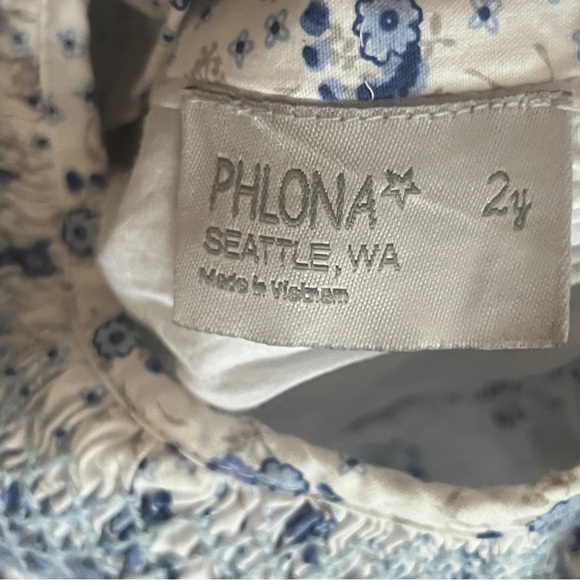 PHLONA☆ 2y
SEATTLE, WA
Made in Vietnam